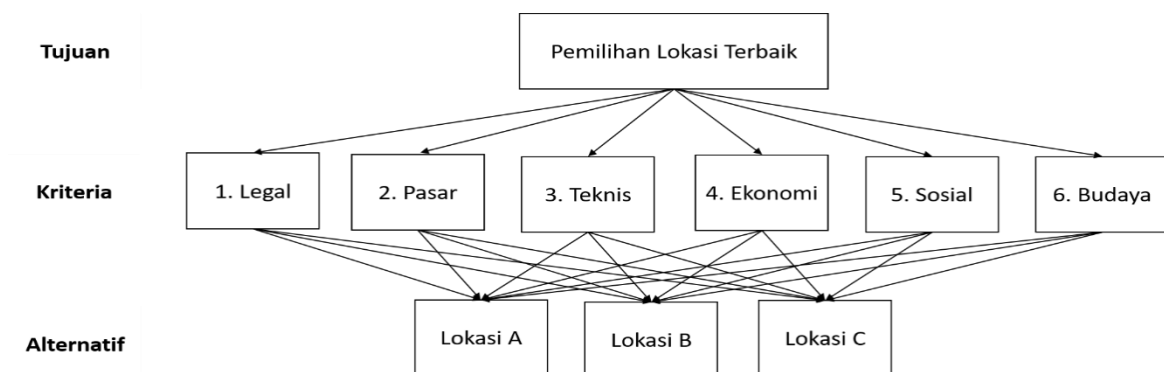 Tujuan
Pemilihan Lokasi Terbaik
Kriteria
1. Legal
2. Pasar
3. Teknis
4. Ekonomi
5. Sosial
6. Budaya
Alternatif
Lokasi A
Lokasi B
Lokasi C